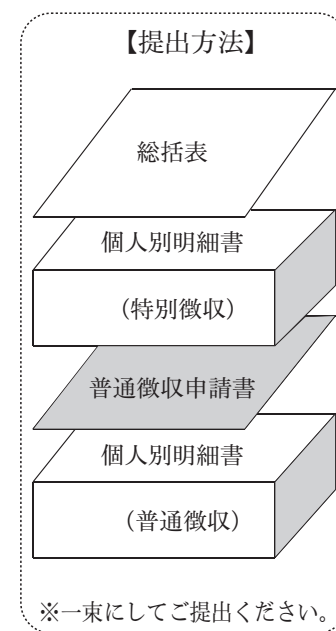 【提出方法】
総括表
個人別明細書
（特別徴収）
普通徴収申請書
個人別明細書
（普通徴収）
※一束にしてご提出ください。